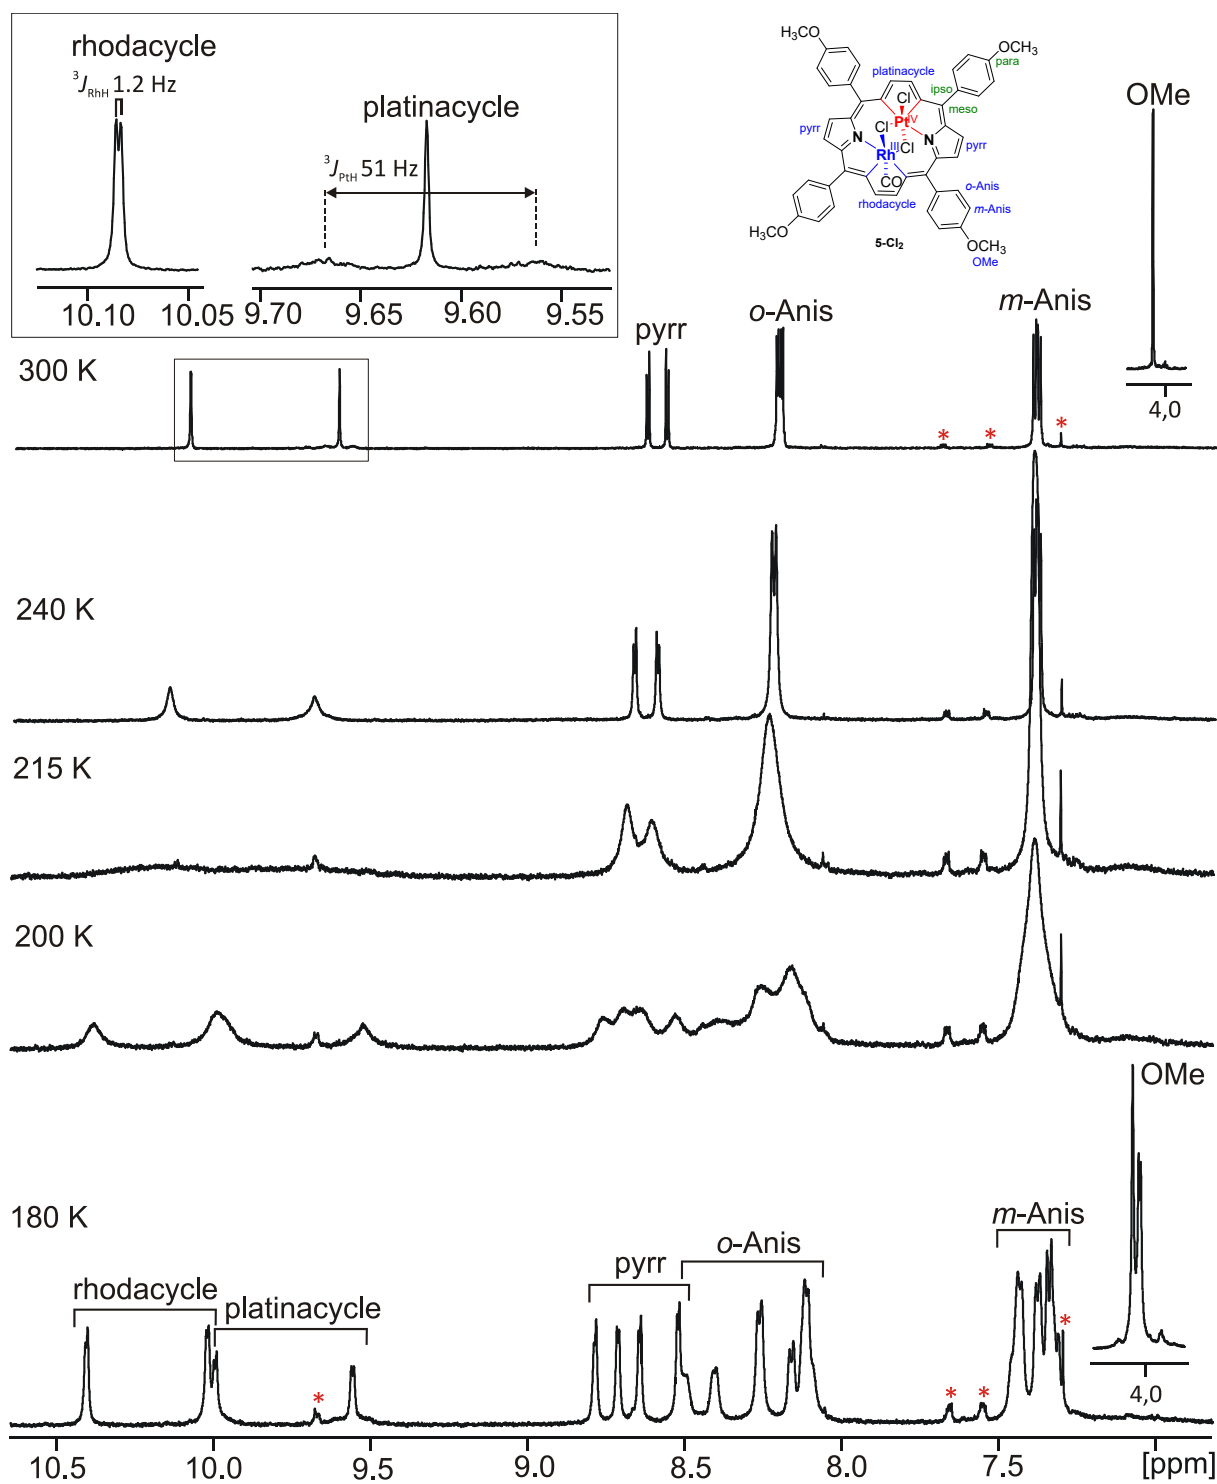 rhodacycle
³J_RhH 1.2 Hz
platinacycle
³J_PtH 51 Hz
10.10
10.05
9.70
9.65
9.60
9.55
H₃CO
OCH₃
para
platinacycle
ipso
meso
Cl
Pt^IV
Cl
pyrr
N
N
pyrr
Rh^III
Cl
CO
o-Anis
rhodacycle
m-Anis
H₃CO
OCH₃
OMe
5-Cl₂
OMe
4,0
300 K
pyrr
o-Anis
m-Anis
*
*
*
240 K
215 K
200 K
180 K
rhodacycle
platinacycle
*
pyrr
o-Anis
m-Anis
*
*
*
OMe
4,0
10.5
10.0
9.5
9.0
8.5
8.0
7.5
[ppm]